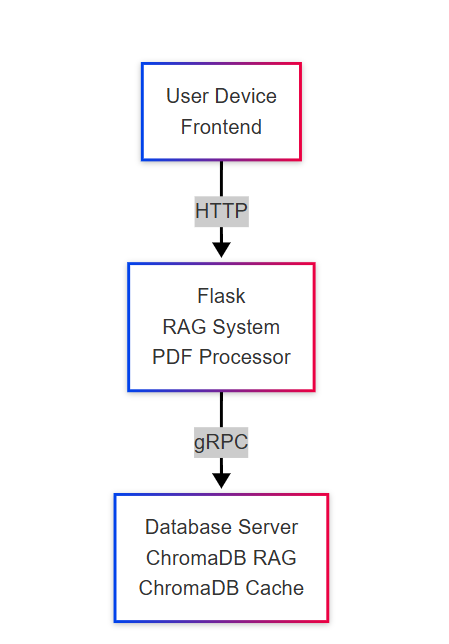 User Device
Frontend
HTTP
Flask
RAG System
PDF Processor
gRPC
Database Server
ChromaDB RAG
ChromaDB Cache